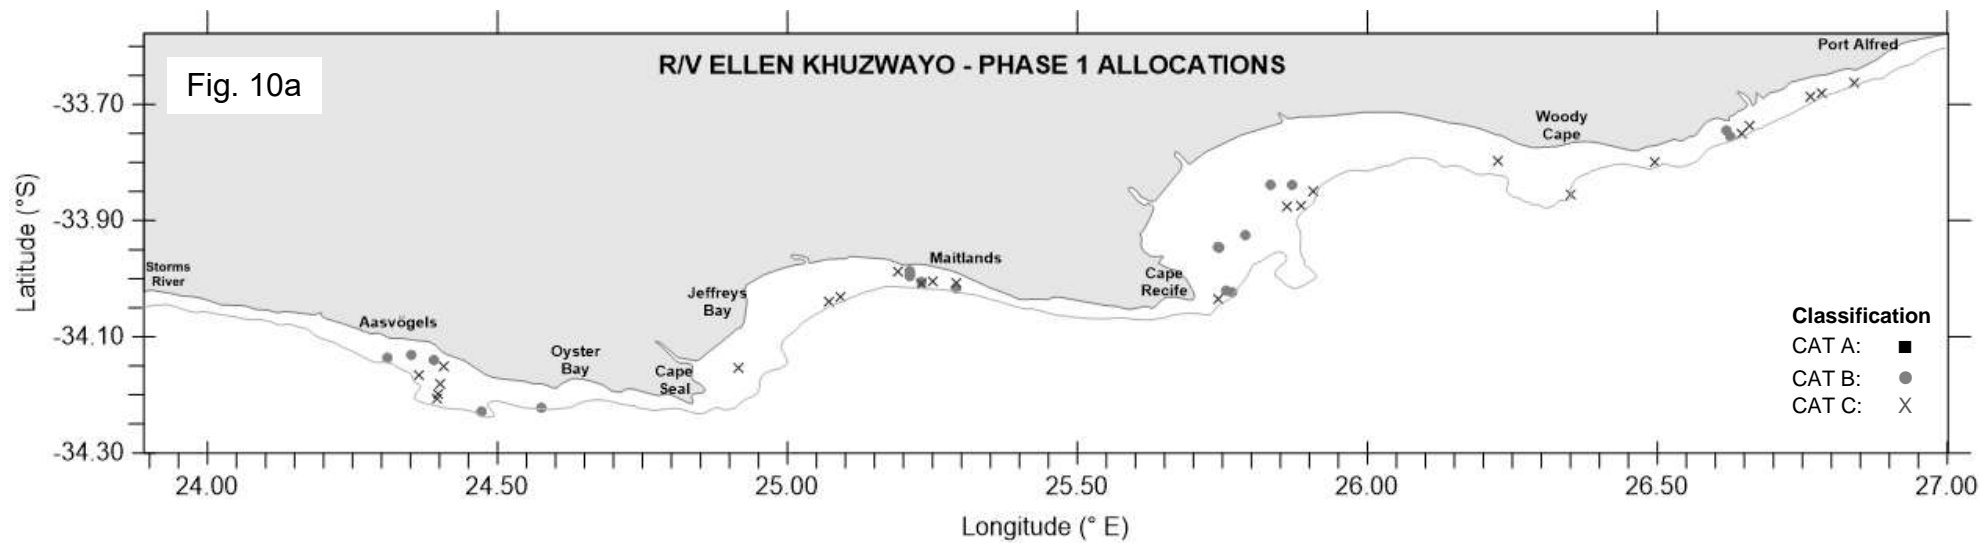 R/V ELLEN KHUZWAYO - PHASE 1 ALLOCATIONS
Fig. 10a
Port Alfred
Woody
Cape
Storms
River
Aasvögels
Oyster
Bay
Jeffreys
Bay
Cape
Seal
Maitlands
Cape
Recife
Classification
CAT A: ■
CAT B: ●
CAT C: X
Latitude (°S)
-33.70
-33.90
-34.10
-34.30
24.00 24.50 25.00 25.50 26.00 26.50 27.00
Longitude (° E)